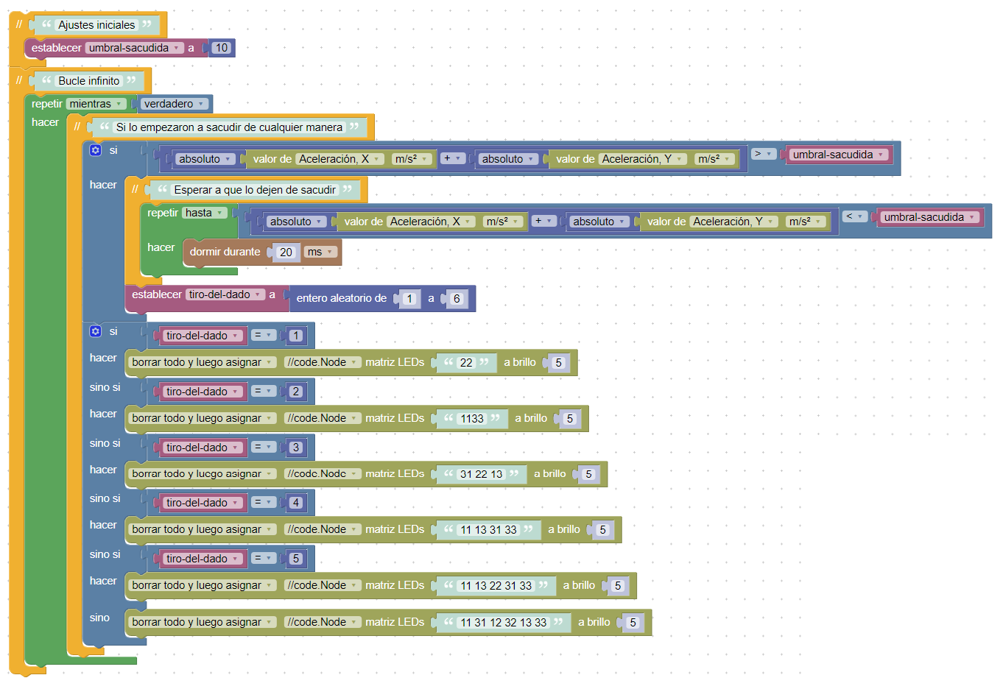 // “ Ajustes iniciales ”
establecer umbral-sacudida a 10
// “ Bucle infinito ”
repetir mientras verdadero
hacer // “ Si lo empezaron a sacudir de cualquier manera ”
si absoluto valor de Aceleración, X m/s² + absoluto valor de Aceleración, Y m/s² > umbral-sacudida
hacer // “ Esperar a que lo dejen de sacudir ”
repetir hasta absoluto valor de Aceleración, X m/s² + absoluto valor de Aceleración, Y m/s² < umbral-sacudida
hacer dormir durante 20 ms
establecer tiro-del-dado a entero aleatorio de 1 a 6
si tiro-del-dado = 1
hacer borrar todo y luego asignar //code.Node matriz LEDs “ 22 ” a brillo 5
sino si tiro-del-dado = 2
hacer borrar todo y luego asignar //code.Node matriz LEDs “ 1133 ” a brillo 5
sino si tiro-del-dado = 3
hacer borrar todo y luego asignar //code.Node matriz LEDs “ 31 22 13 ” a brillo 5
sino si tiro-del-dado = 4
hacer borrar todo y luego asignar //code.Node matriz LEDs “ 11 13 31 33 ” a brillo 5
sino si tiro-del-dado = 5
hacer borrar todo y luego asignar //code.Node matriz LEDs “ 11 13 22 31 33 ” a brillo 5
sino borrar todo y luego asignar //code.Node matriz LEDs “ 11 31 12 32 13 33 ” a brillo 5